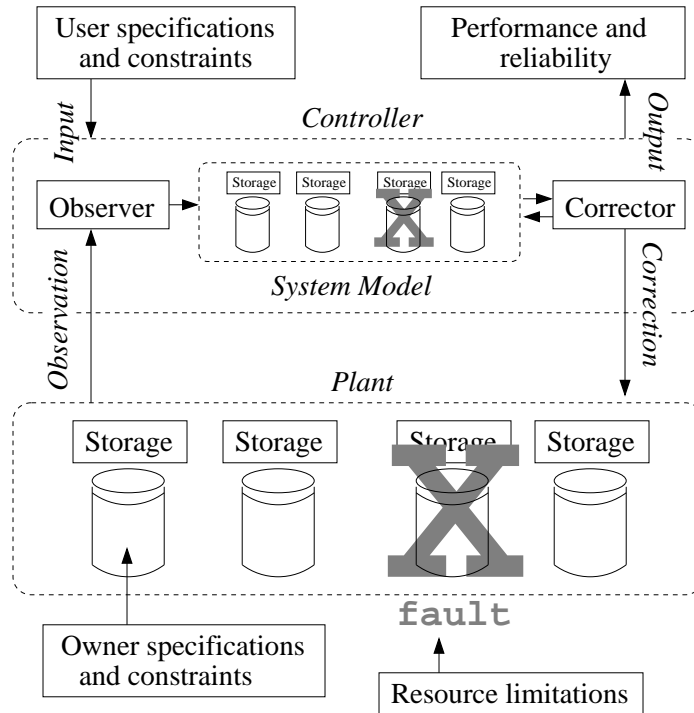 User specifications
and constraints
Performance and
reliability
Input
Controller
Output
Storage
Storage
Storage
Storage
Observer
Corrector
System Model
Observation
Correction
Plant
Storage
Storage
Storage
Storage
fault
Owner specifications
and constraints
Resource limitations